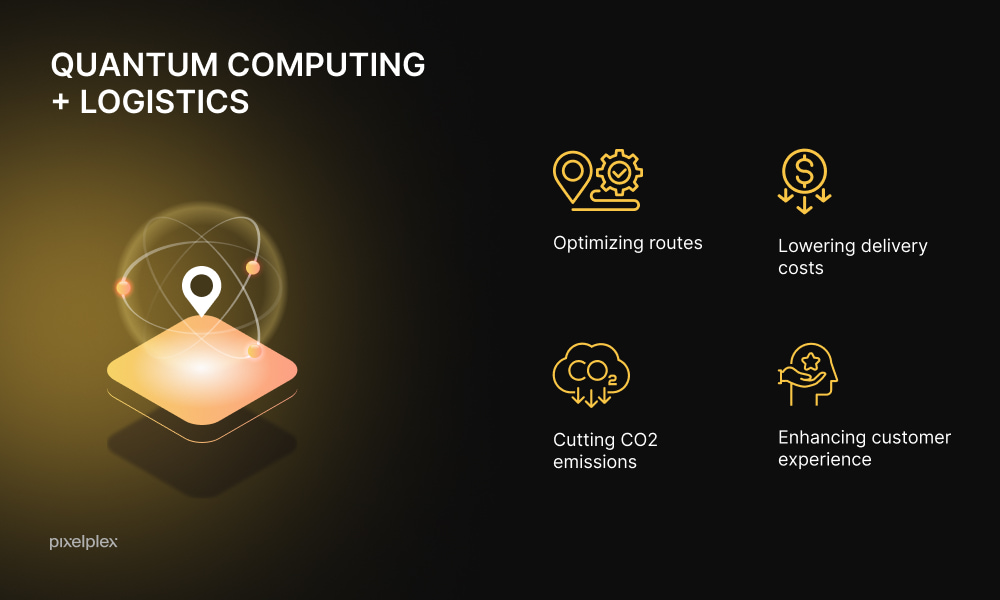 QUANTUM COMPUTING
+ LOGISTICS
Optimizing routes
$
Lowering delivery
costs
CO2
Cutting CO2
emissions
Enhancing customer
experience
pixelplex